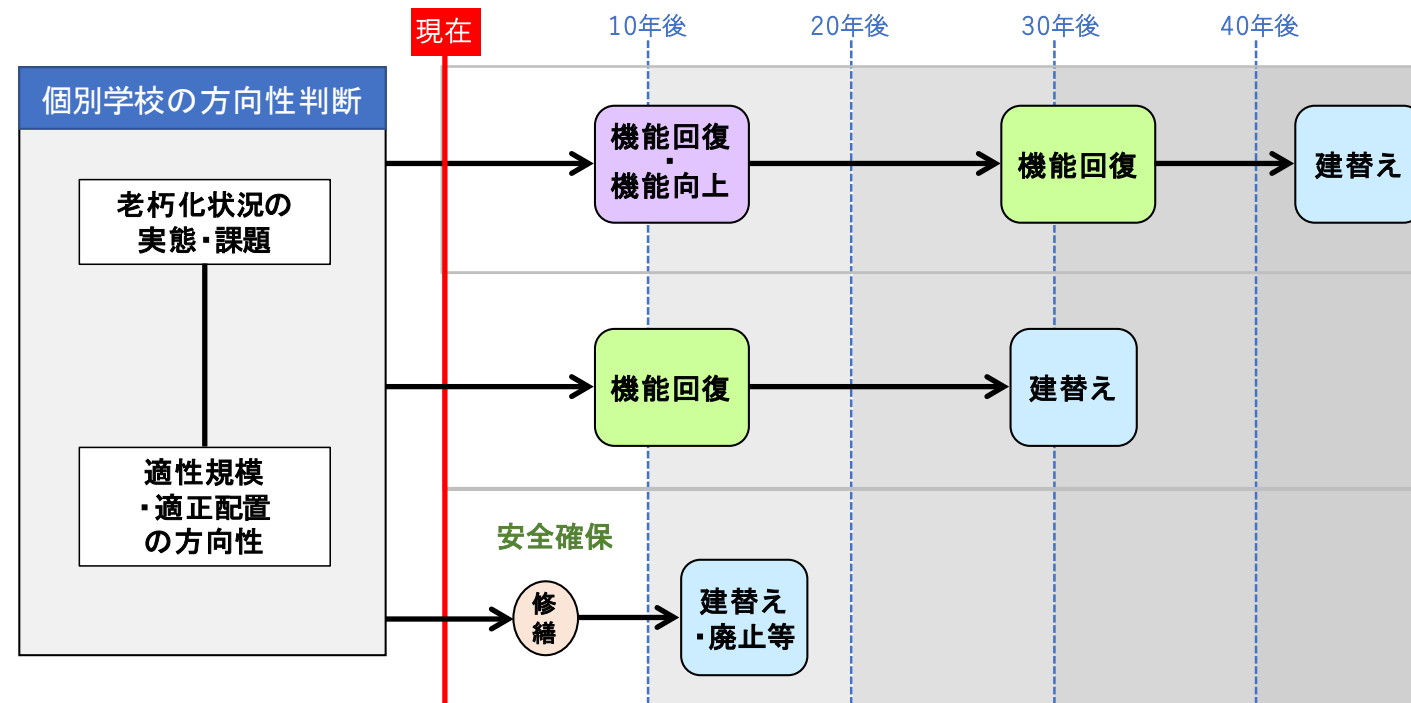 現在
10年後
20年後
30年後
40年後
個別学校の方向性判断
老朽化状況の
実態・課題
適性規模
・適正配置
の方向性
機能回復
・
機能向上
機能回復
建替え
機能回復
建替え
安全確保
修
繕
建替え
・廃止等